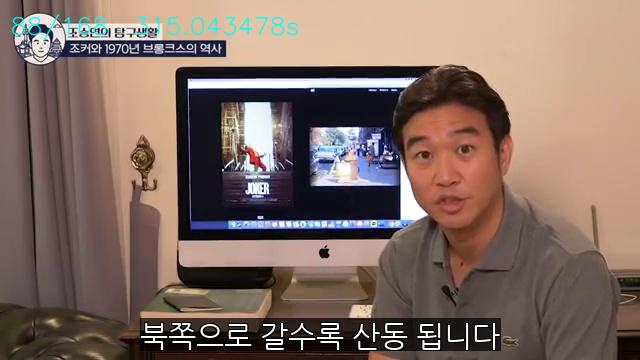 88/168, 315.043478s
조승연의 탐구생활
조커와 1970년 브롱크스의 역사
JOKER
북쪽으로 갈수록 산동 됩니다